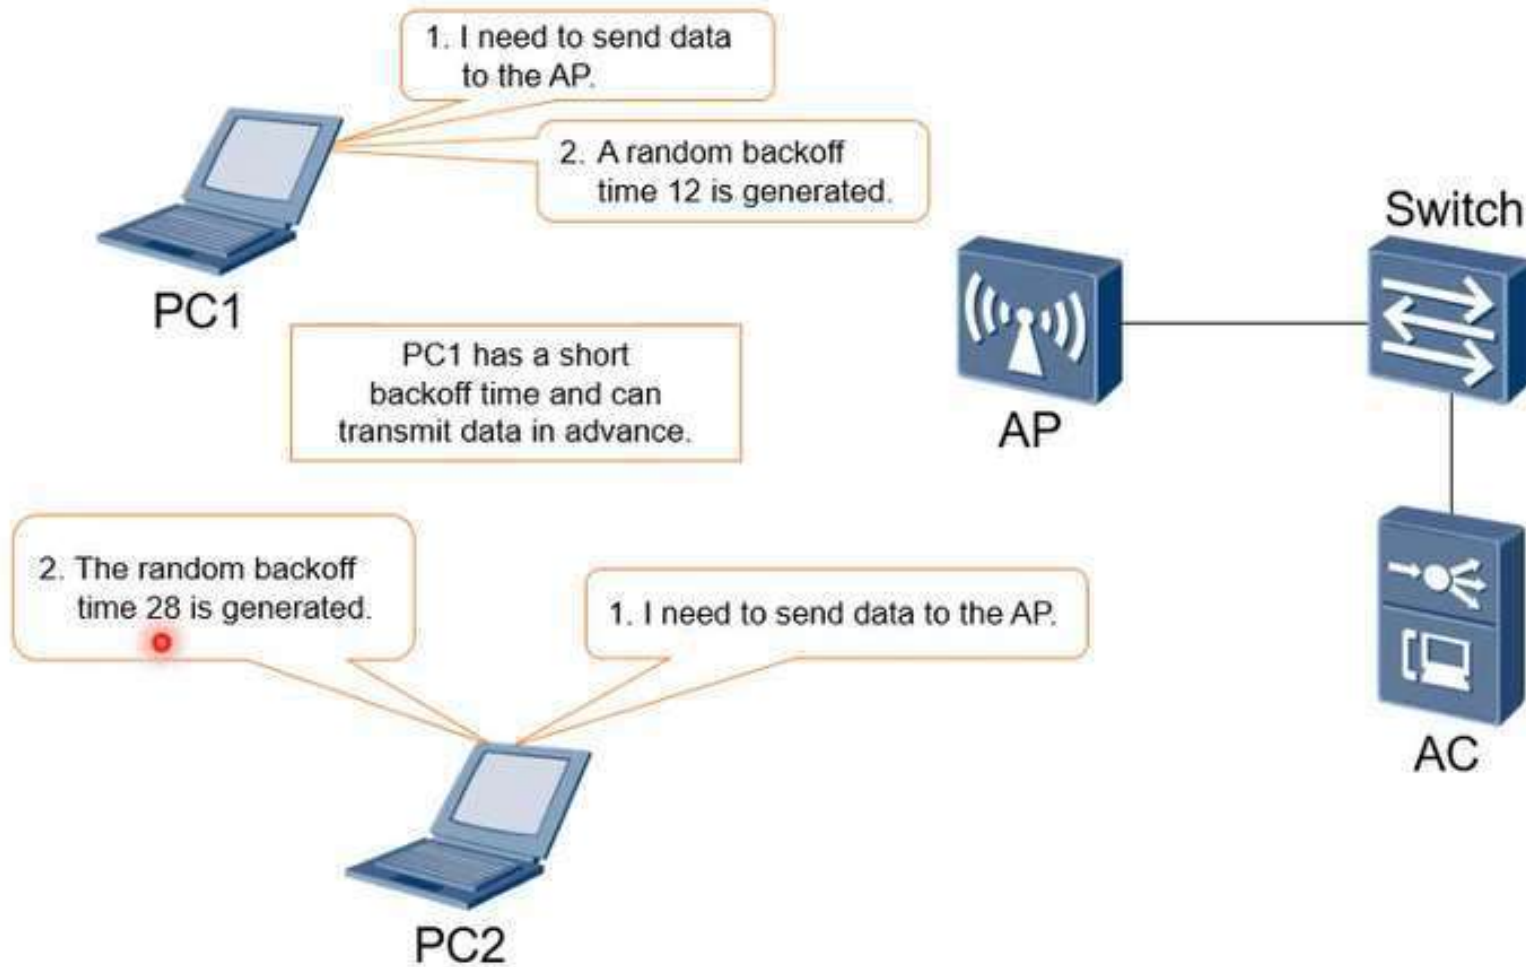 1. I need to send data
to the AP.
2. A random backoff
time 12 is generated.
PC1
Switch
AP
PC1 has a short
backoff time and can
transmit data in advance.
2. The random backoff
time 28 is generated.
1. I need to send data to the AP.
AC
PC2